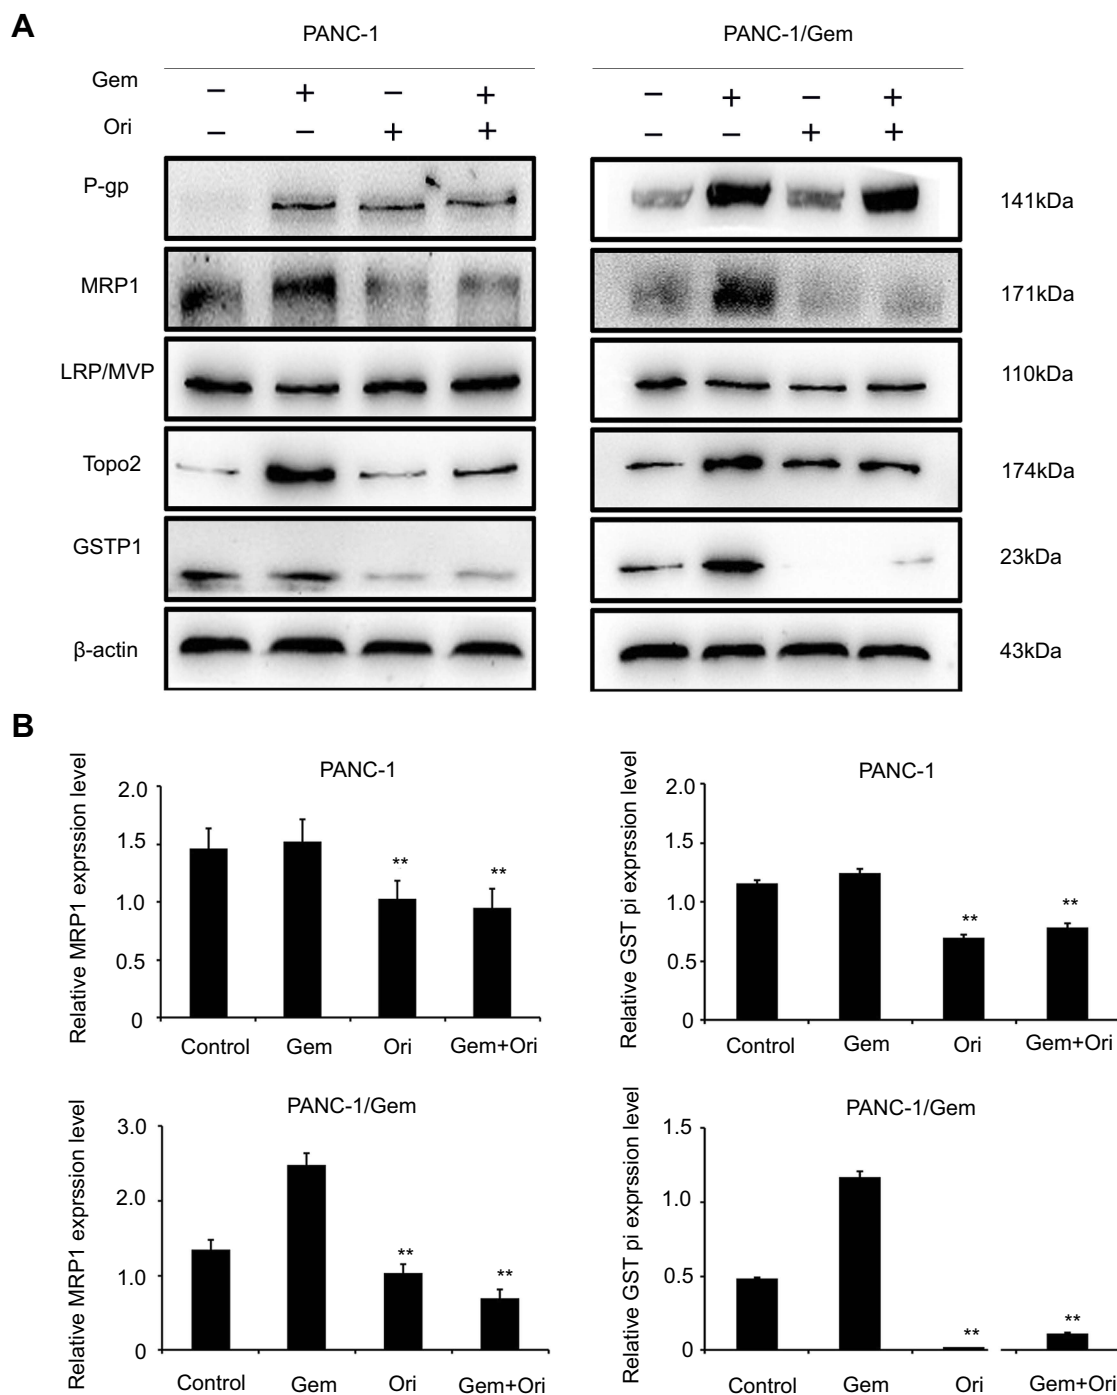 A
PANC-1
PANC-1/Gem
Gem
− + − +
− + − +
Ori
− − + +
− − + +
P-gp
141kDa
MRP1
171kDa
LRP/MVP
110kDa
Topo2
174kDa
GSTP1
23kDa
β-actin
43kDa
B
PANC-1
Relative MRP1 exprssion level
2.0
1.5
1.0
0.5
0
**
**
Control Gem Ori Gem+Ori
PANC-1
Relative GST pi exprssion level
2.0
1.5
1.0
0.5
0
**
**
Control Gem Ori Gem+Ori
PANC-1/Gem
Relative MRP1 exprssion level
3.0
2.0
1.0
0
**
**
Control Gem Ori Gem+Ori
PANC-1/Gem
Relative GST pi exprssion level
1.5
1.0
0.5
0
**
**
Control Gem Ori Gem+Ori